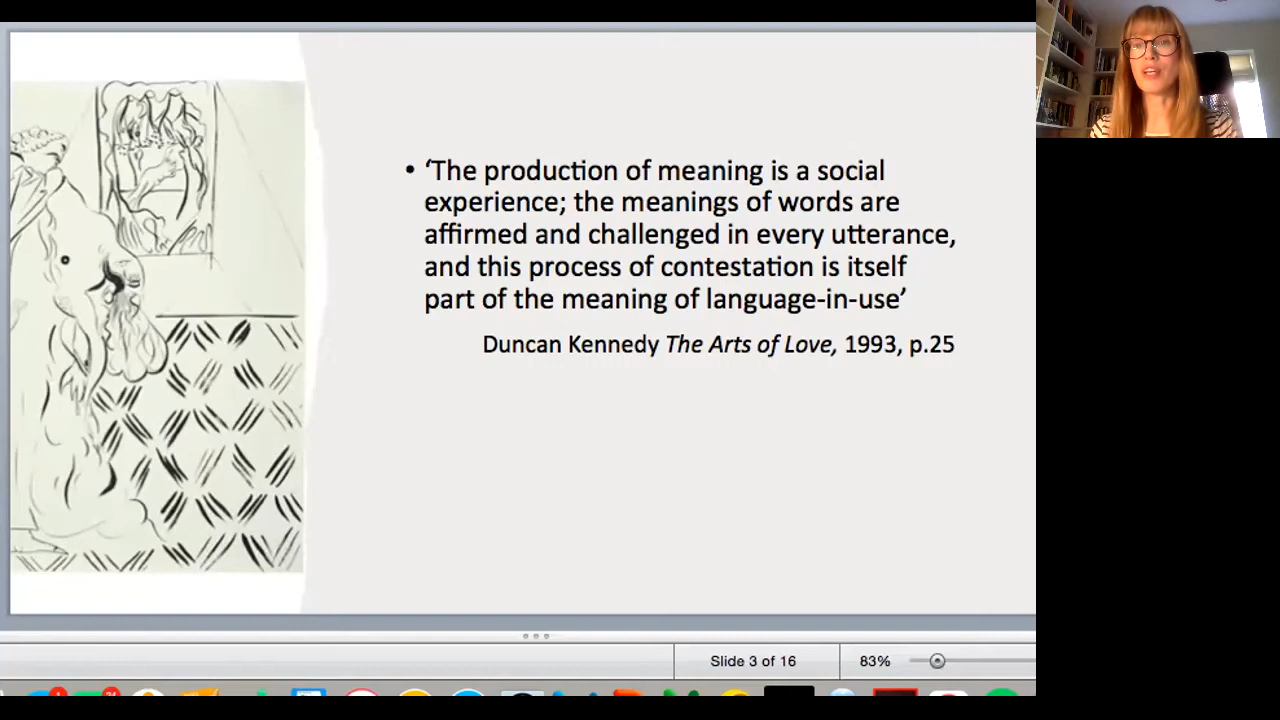 • ‘The production of meaning is a social
experience; the meanings of words are
affirmed and challenged in every utterance,
and this process of contestation is itself
part of the meaning of language-in-use’
Duncan Kennedy The Arts of Love, 1993, p.25
Slide 3 of 16
83%